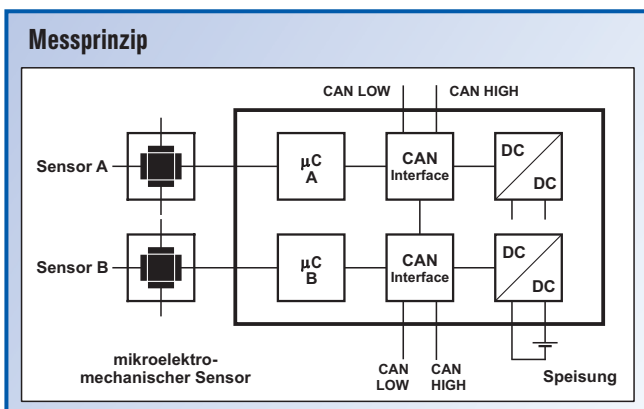 Messprinzip
CAN LOW
CAN HIGH
Sensor A
µC
A
CAN
Interface
DC
DC
Sensor B
µC
B
CAN
Interface
DC
DC
mikroelektro-
mechanischer Sensor
CAN
LOW
CAN
HIGH
Speisung